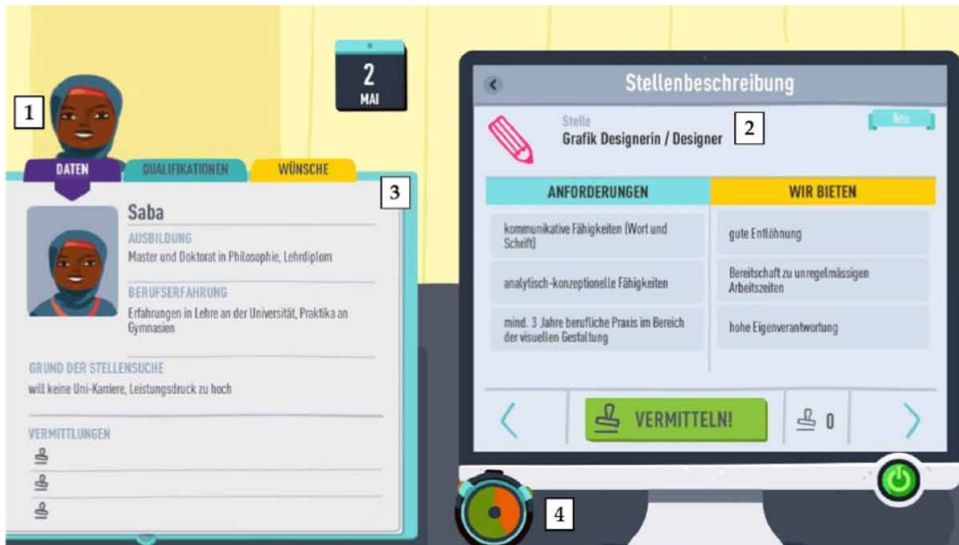 1
2
MAI
DATEN
QUALIFIKATIONEN
WÜNSCHE
3
Saba
AUSBILDUNG
Master und Doktorat in Philosophie, Lehrdiplom
BERUFSERFAHRUNG
Erfahrungen in Lehre an der Universität, Praktika an
Gymnasien
GRUND DER STELLENSUCHE
will keine Uni-Karriere, Leistungsdruck zu hoch
VERMITTLUNGEN
Stellenbeschreibung
Stelle
Grafik Designerin / Designer
2
Neu
ANFORDERUNGEN
WIR BIETEN
kommunikative Fähigkeiten (Wort und
Schrift)
gute Entlöhnung
analytisch-konzeptionelle Fähigkeiten
Bereitschaft zu unregelmässigen
Arbeitszeiten
mind. 3 Jahre berufliche Praxis im Bereich
der visuellen Gestaltung
hohe Eigenverantwortung
VERMITTELN!
0
4